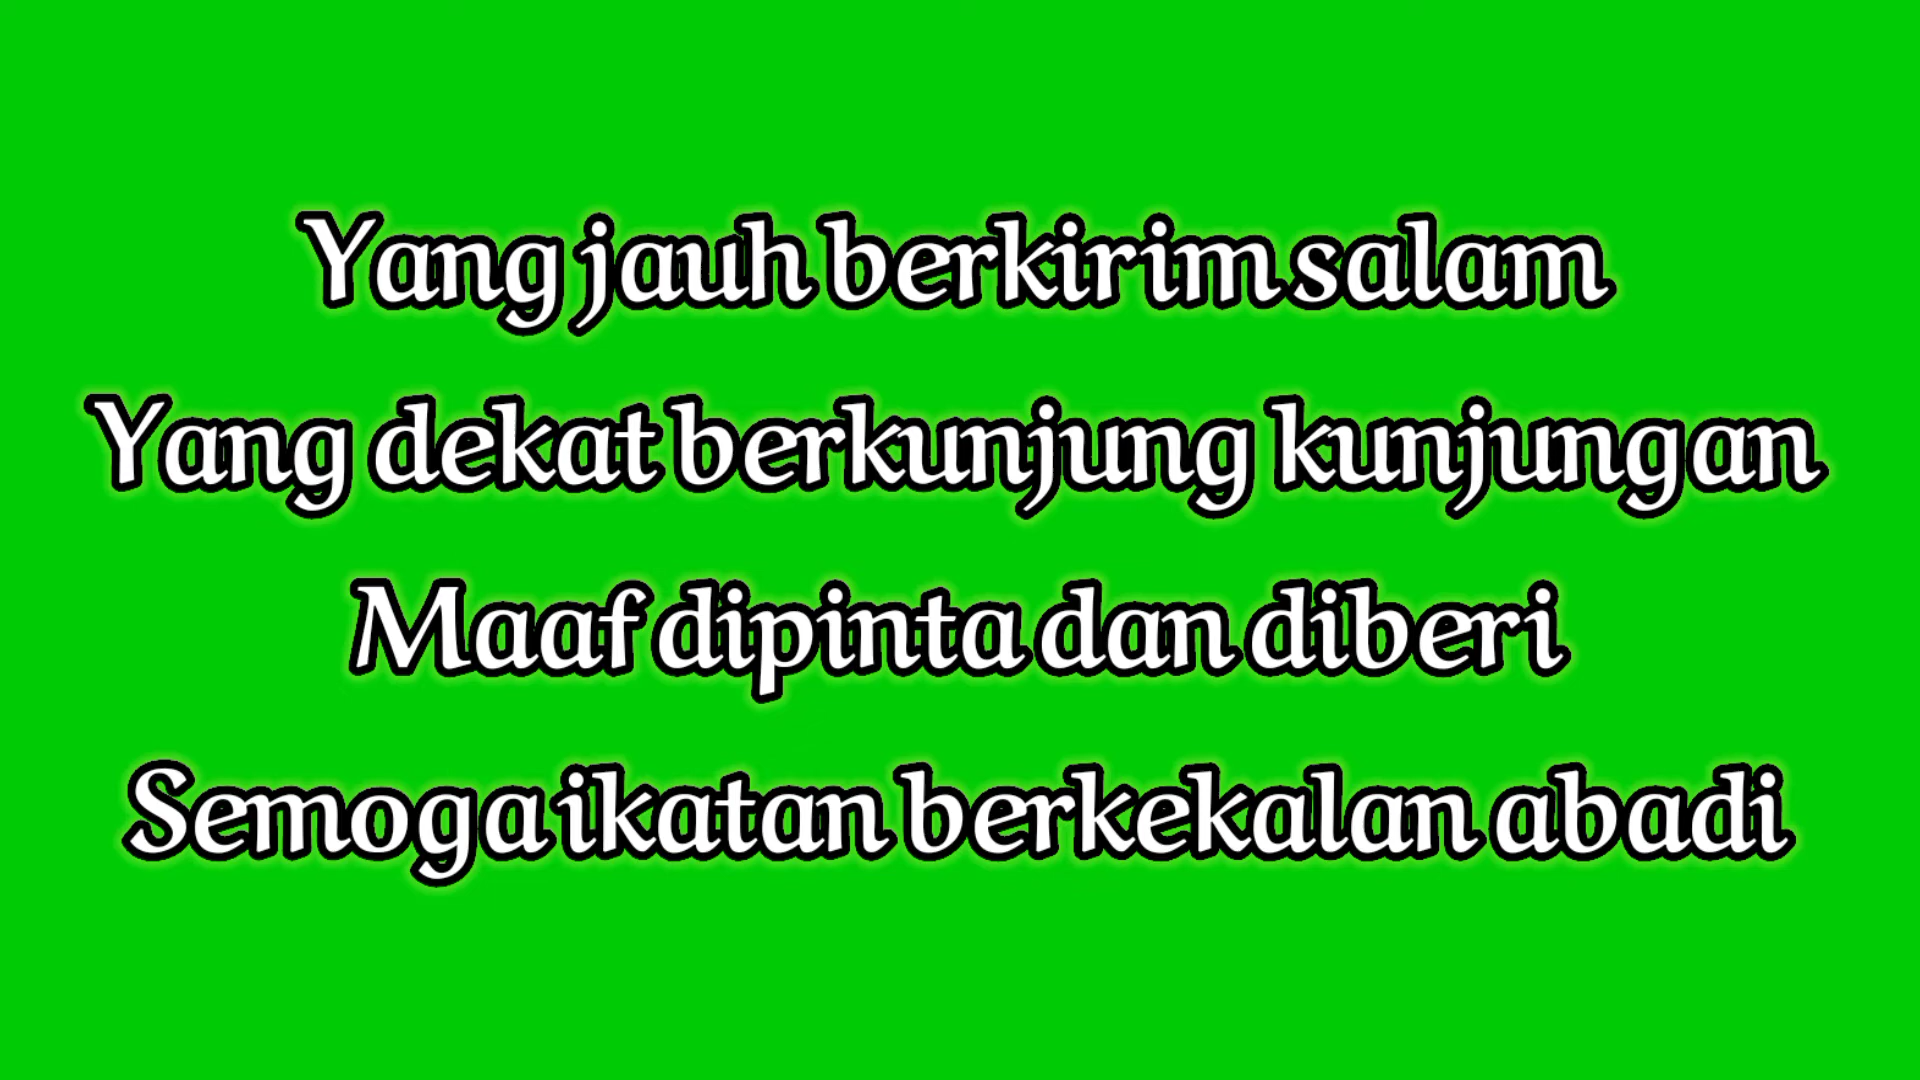 Yang jauh berkirim salam
Yang dekat berkunjung kunjungan
Maaf dipinta dan diberi
Semoga ikatan berkekalan abadi